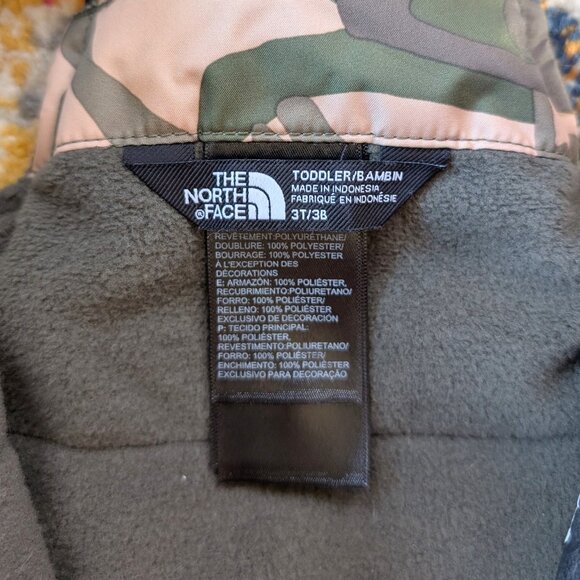 THE
NORTH
FACE
TODDLER/BAMBIN
MADE IN INDONESIA
FABRIQUÉ EN INDONÉSIE
3T/3B
REVÊTEMENT:POLYURÉTHANE/
DOUBLURE: 100% POLYESTER/
BOURRAGE: 100% POLYESTER
À L'EXCEPTION DES
DÉCORATIONS
E: ARMAZÓN: 100% POLIÉSTER,
RECUBRIMIENTO:POLIURETANO/
FORRO: 100% POLIÉSTER/
RELLENO: 100% POLIÉSTER
EXCLUSIVO DE DECORACIÓN
P: TECIDO PRINCIPAL:
100% POLIÉSTER,
REVESTIMENTO:POLIURETANO/
FORRO: 100% POLIÉSTER/
ENCHIMENTO: 100% POLIÉSTER
EXCLUSIVO PARA DECORAÇÃO